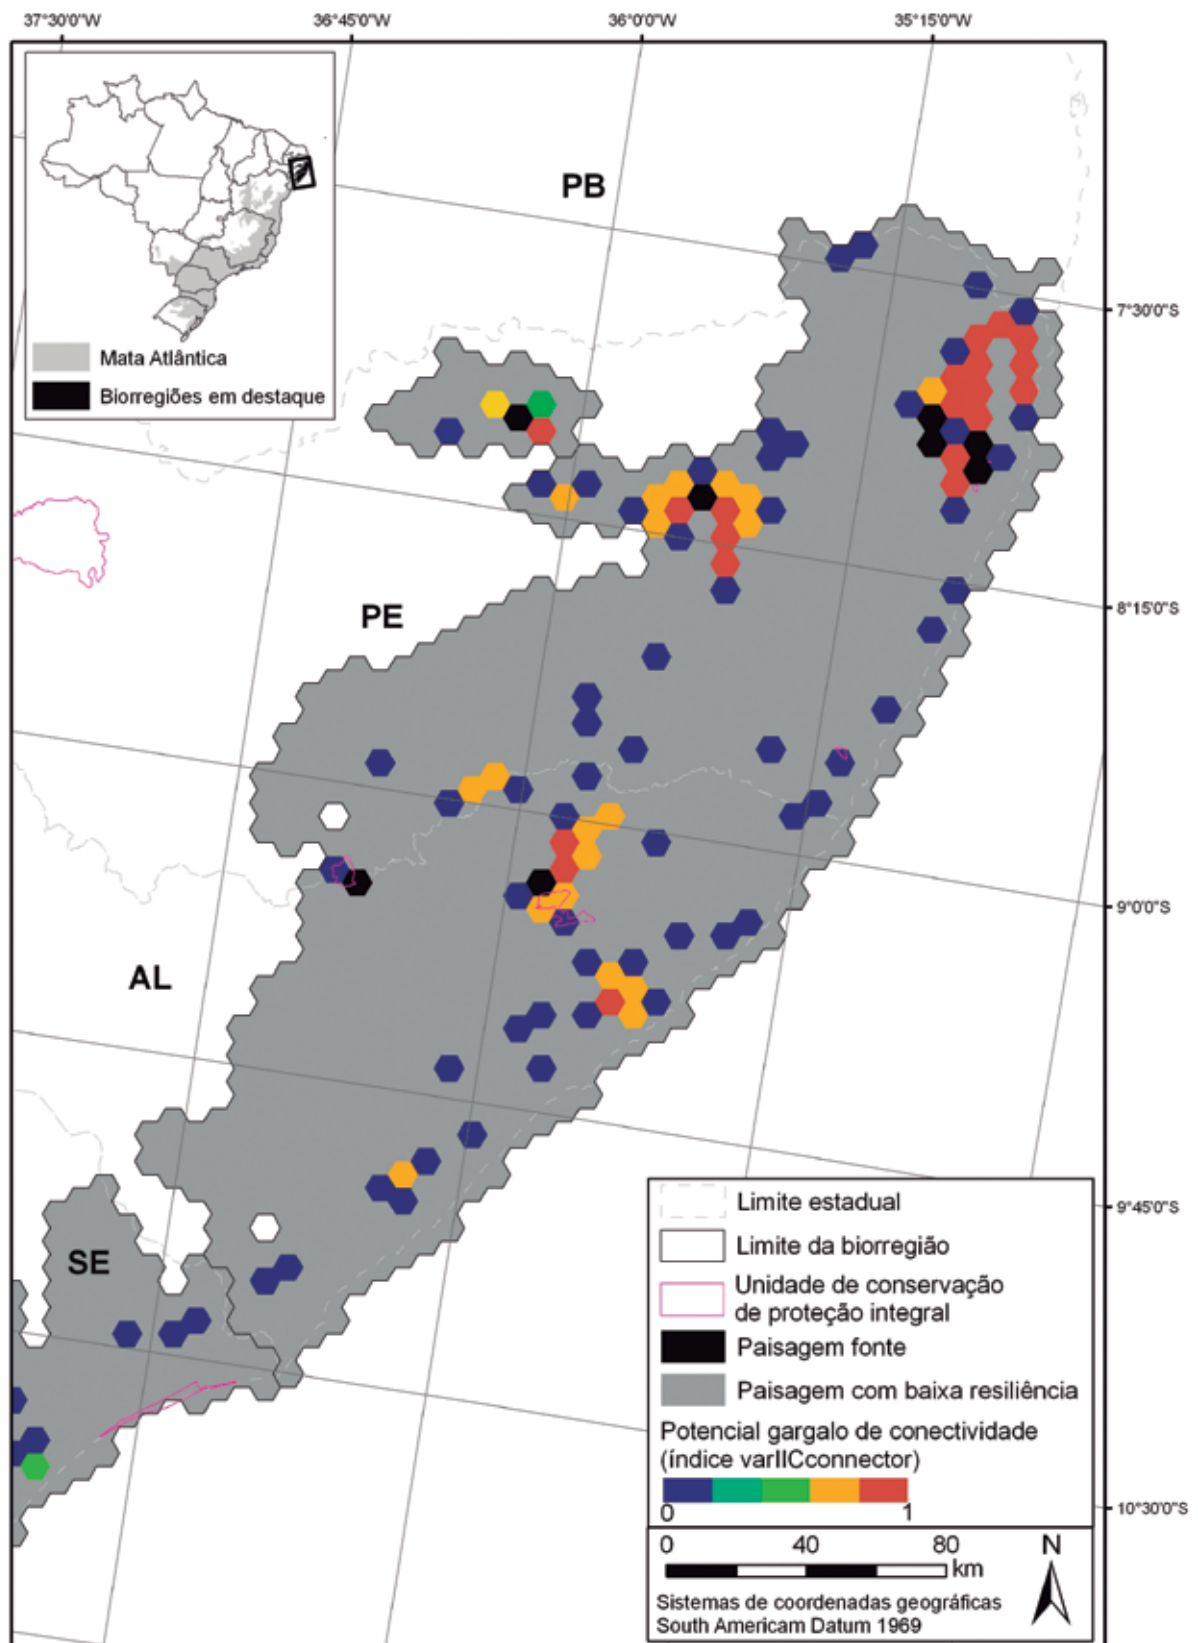 37°30'0"W
36°45'0"W
36°0'0"W
35°15'0"W
Mata Atlântica
Biorregiões em destaque
PB
7°30'0"S
PE
8°15'0"S
9°0'0"S
AL
9°45'0"S
SE
Limite estadual
Limite da biorregião
Unidade de conservação
de proteção integral
Paisagem fonte
Paisagem com baixa resiliência
Potencial gargalo de conectividade
(índice varIICconnector)
0 1
10°30'0"S
0 40 80
km
N
Sistemas de coordenadas geográficas
South Americam Datum 1969